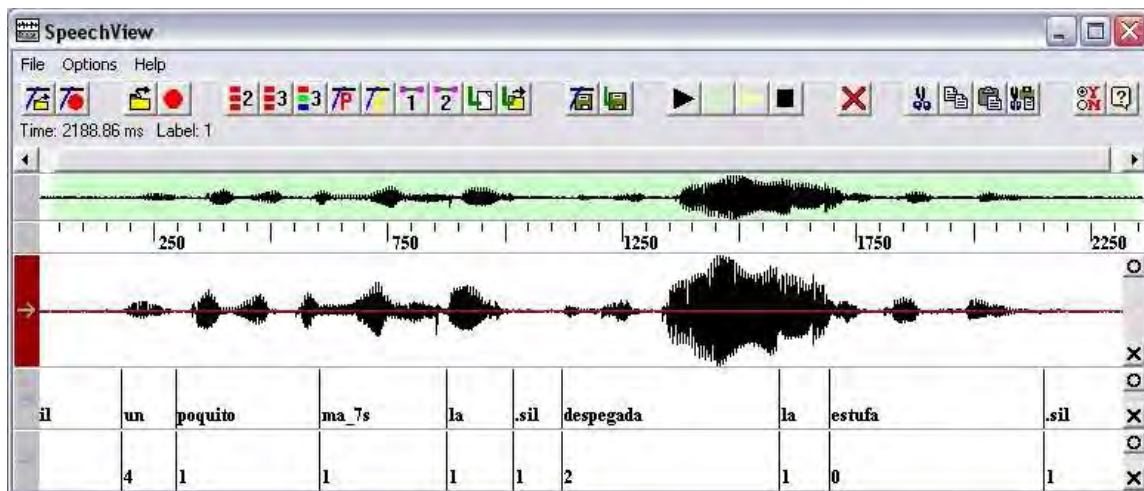 SpeechView
File Options Help
2 3 3 P 1 2
Time: 2188.86 ms Label: 1
250 750 1250 1750 2250
il un poquito ma_7s la .sil despegada la estufa .sil
4 1 1 1 1 2 1 0 1